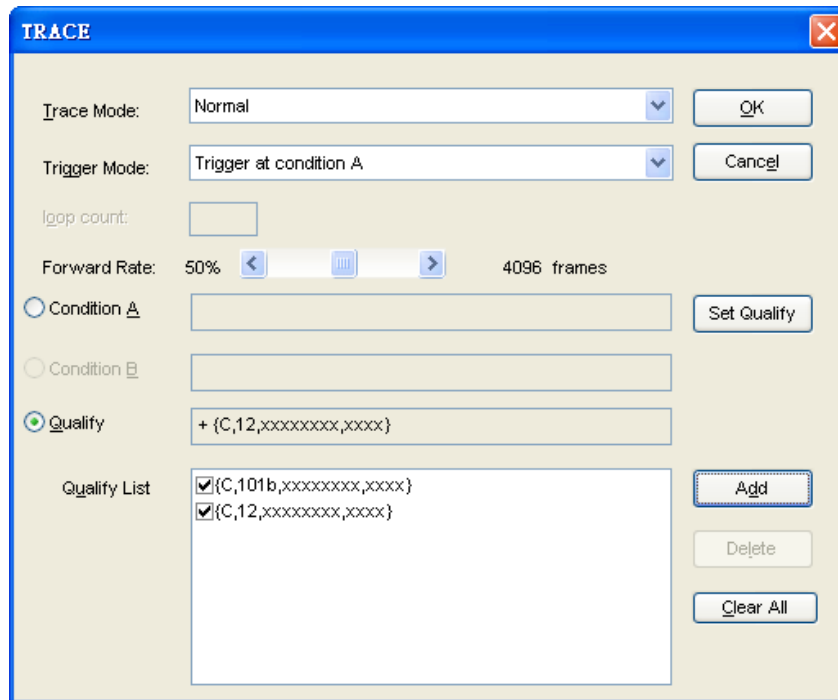 TRACE
Trace Mode: Normal OK
Trigger Mode: Trigger at condition A Cancel
loop count:
Forward Rate: 50% 4096 frames
Condition A Set Qualify
Condition B
Qualify + {C,12,xxxxxxxx,xxxx}
Qualify List {C,101b,xxxxxxxx,xxxx} Add
{C,12,xxxxxxxx,xxxx}
Delete
Clear All